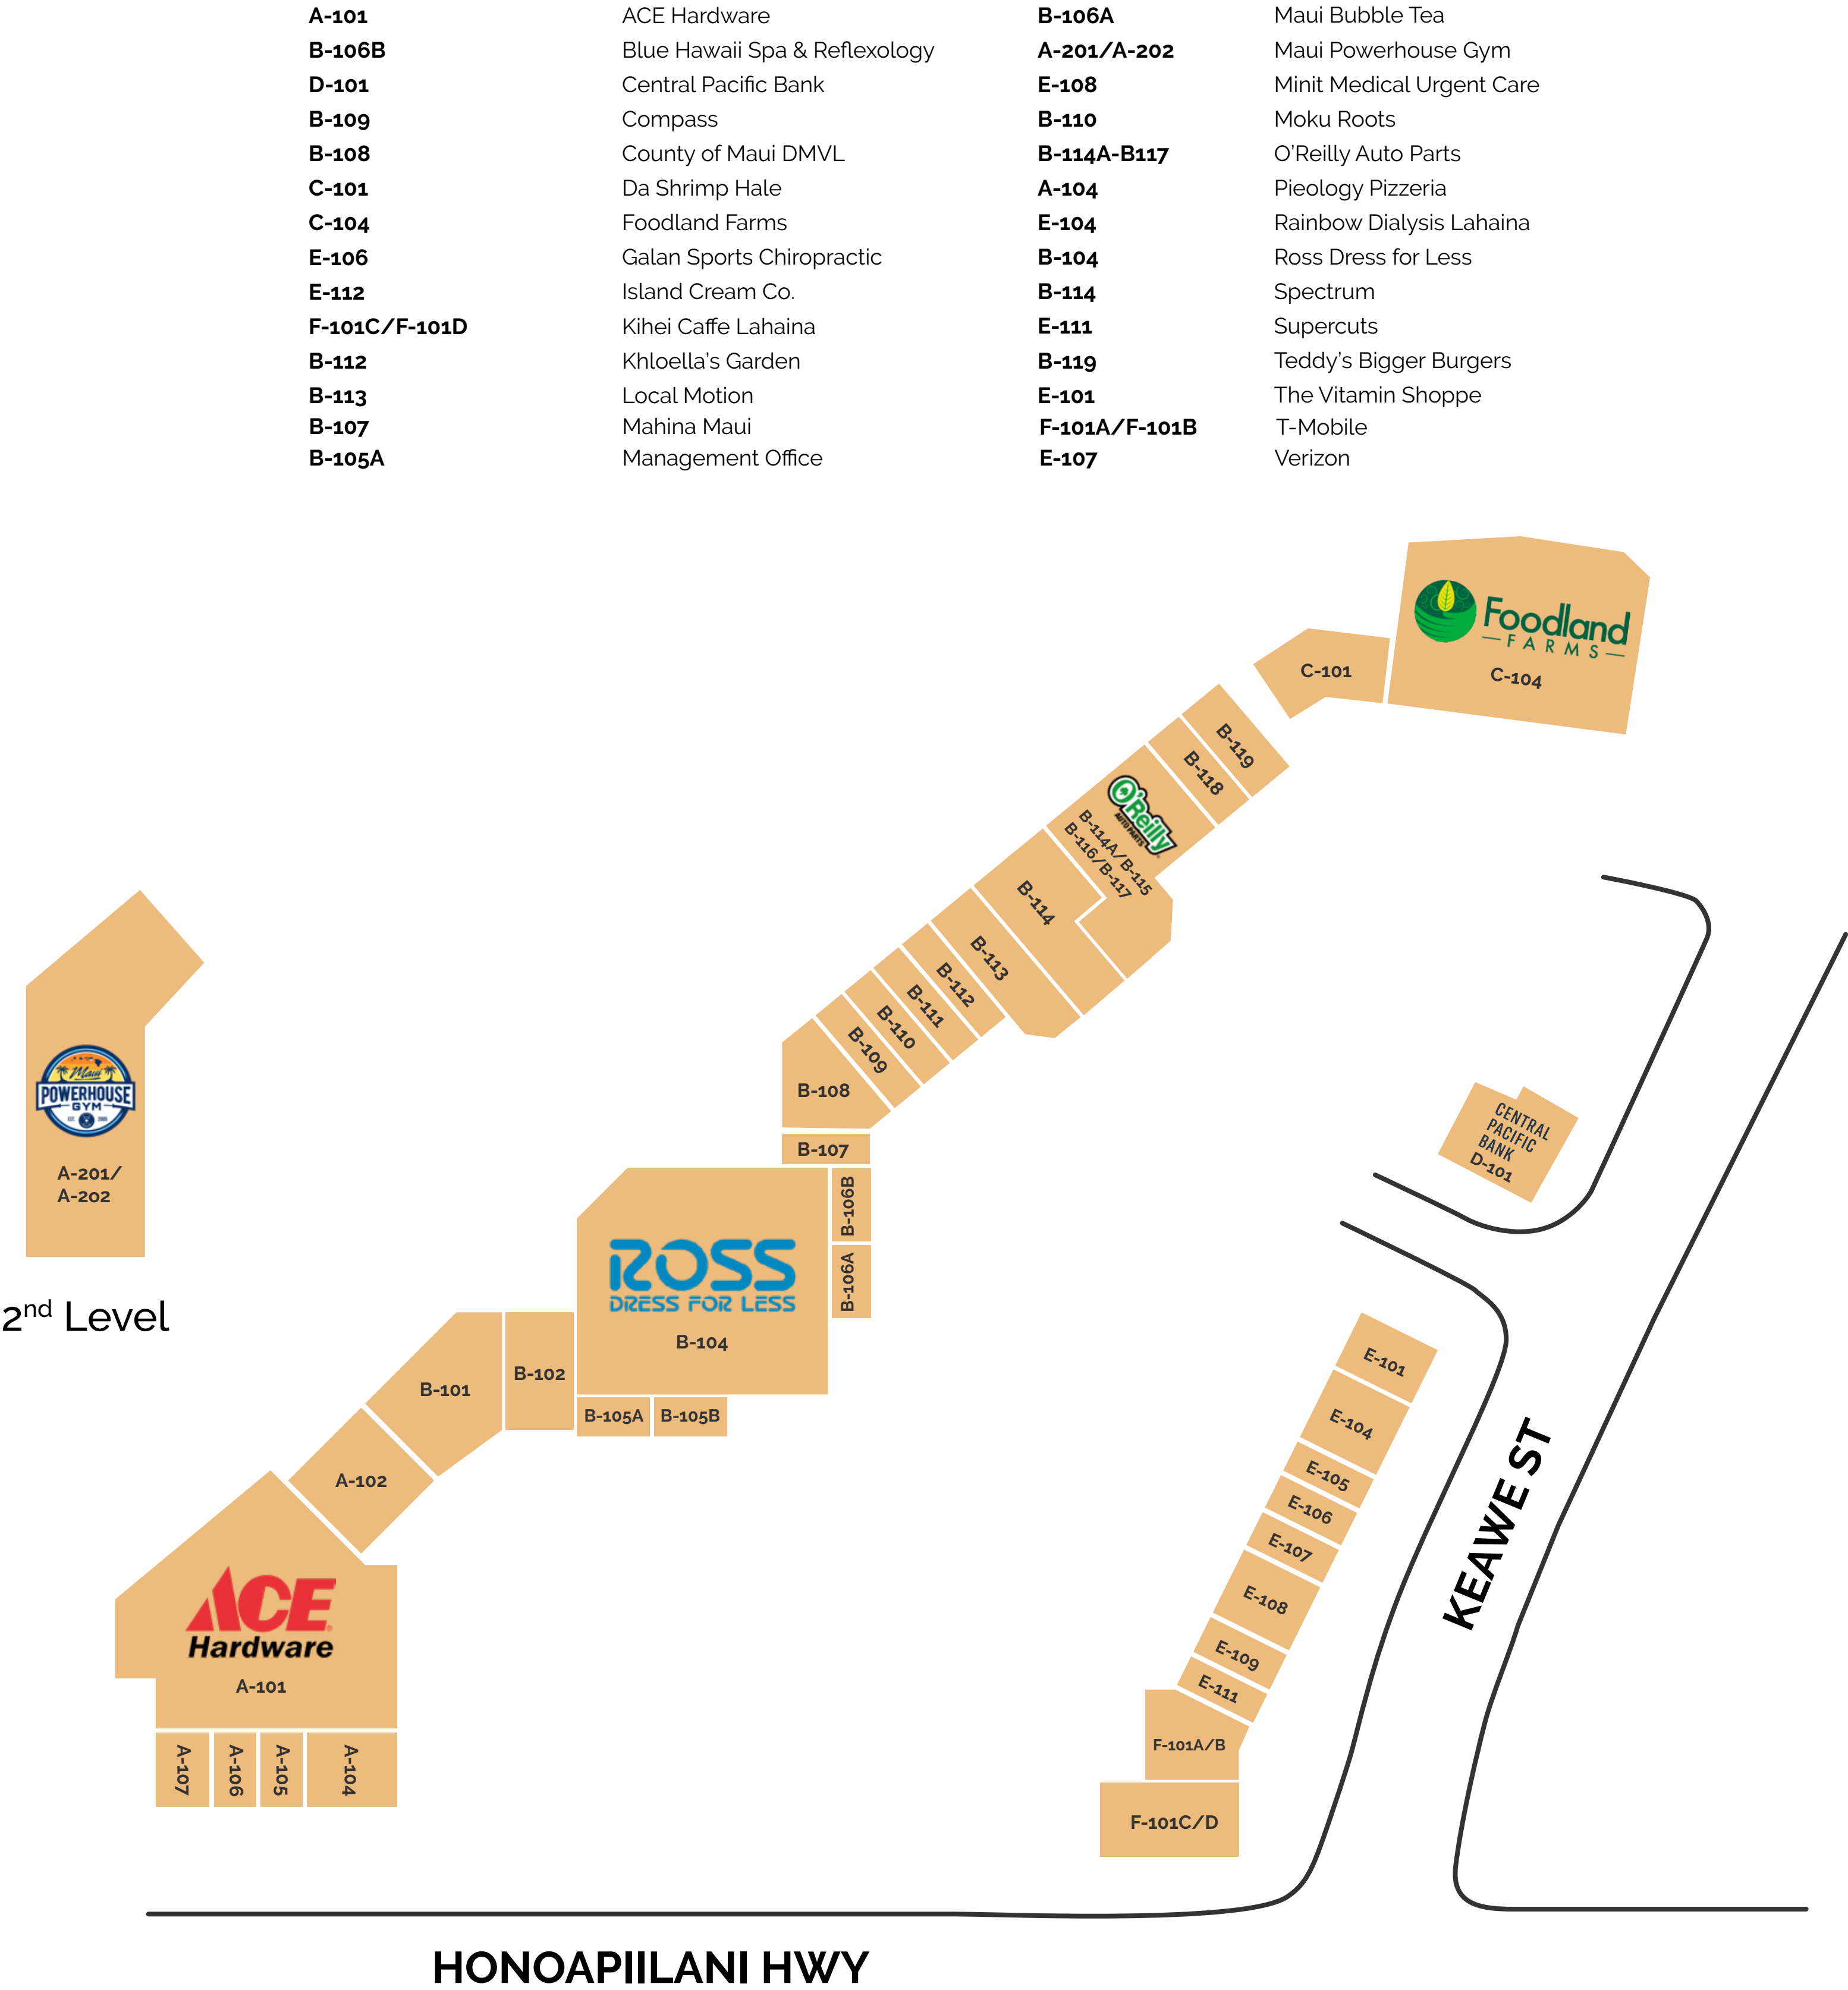 A-101 ACE Hardware B-106A Maui Bubble Tea
B-106B Blue Hawaii Spa & Reflexology A-201/A-202 Maui Powerhouse Gym
D-101 Central Pacific Bank E-108 Minit Medical Urgent Care
B-109 Compass B-110 Moku Roots
B-108 County of Maui DMVL B-114A-B117 O'Reilly Auto Parts
C-101 Da Shrimp Hale A-104 Pieology Pizzeria
C-104 Foodland Farms E-104 Rainbow Dialysis Lahaina
E-106 Galan Sports Chiropractic B-104 Ross Dress for Less
E-112 Island Cream Co. B-114 Spectrum
F-101C/F-101D Kihei Caffe Lahaina E-111 Supercuts
B-112 Khloella's Garden B-119 Teddy's Bigger Burgers
B-113 Local Motion E-101 The Vitamin Shoppe
B-107 Mahina Maui F-101A/F-101B T-Mobile
B-105A Management Office E-107 Verizon
Foodland
FARMS
C-104
C-101
B-119
B-118
O'Reilly
AUTO PARTS
B-114A/B-115
B-116/B-117
B-114
B-113
B-112
B-111
B-110
B-109
B-108
B-107
B-106B
B-106A
Maui
POWERHOUSE
GYM
A-201/
A-202
2nd Level
CENTRAL
PACIFIC
BANK
D-101
ROSS
DRESS FOR LESS
B-104
B-105A
B-105B
B-102
B-101
A-102
ACE
Hardware
A-101
A-107
A-106
A-105
A-104
E-101
E-104
E-105
E-106
E-107
E-108
E-109
E-111
F-101A/B
F-101C/D
KEAWE ST
HONOAPIILANI HWY